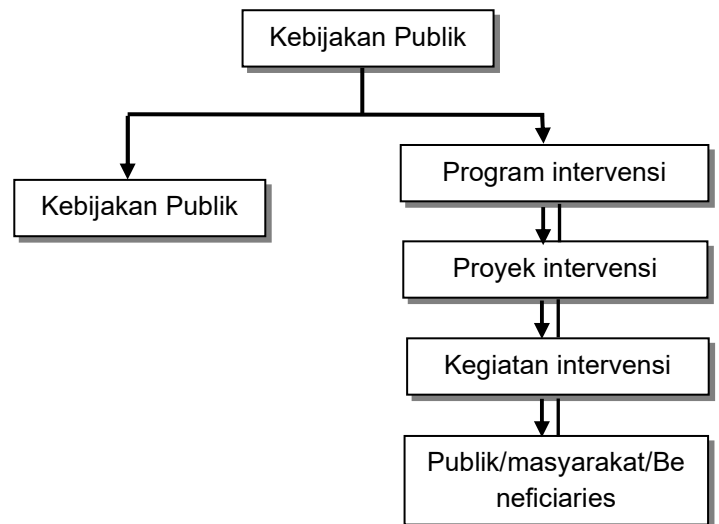 Kebijakan Publik
Program intervensi
Kebijakan Publik
Proyek intervensi
Kegiatan intervensi
Publik/masyarakat/Be
neficiaries